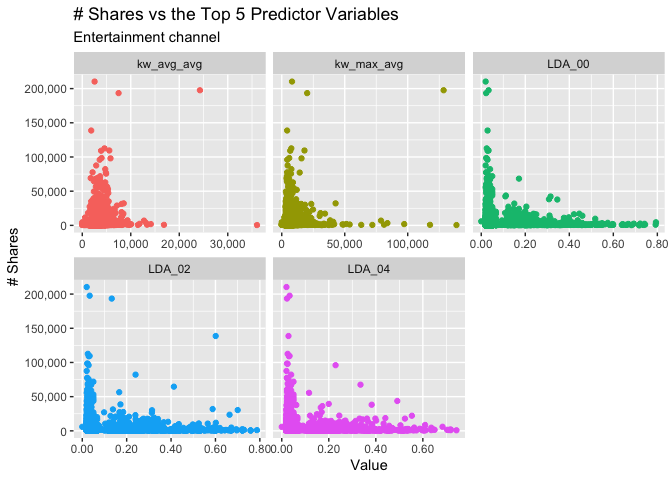 # Shares vs the Top 5 Predictor Variables
Entertainment channel
kw_avg_avg kw_max_avg LDA_00
200,000
150,000
100,000
50,000
0
0 10,000 20,000 30,000 0 50,000 100,000 0.00 0.20 0.40 0.60 0.80
# Shares
LDA_02 LDA_04
200,000
150,000
100,000
50,000
0
0.00 0.20 0.40 0.60 0.80 0.00 0.20 0.40 0.60
Value